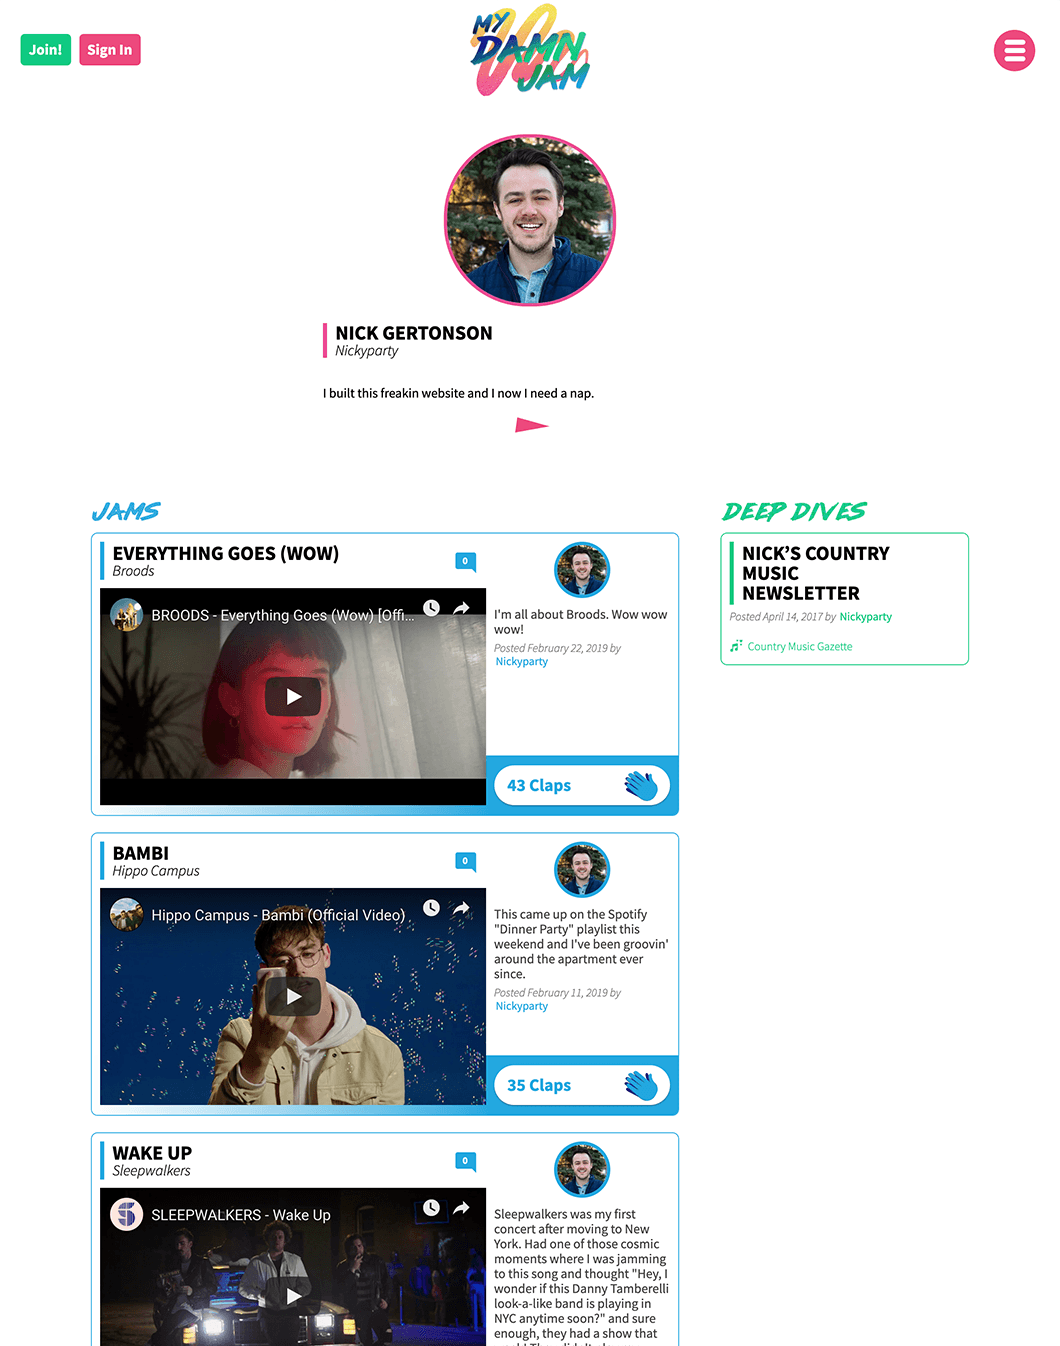 Join!
Sign In
MY
DAMN
JAM
NICK GERTONSON
Nickyparty
I built this freakin website and I now I need a nap.
JAMS
EVERYTHING GOES (WOW)
Broods
0
BROODS - Everything Goes (Wow) [Offi...
I'm all about Broods. Wow wow
wow!
Posted February 22, 2019 by
Nickyparty
43 Claps
BAMBI
Hippo Campus
0
Hippo Campus - Bambi (Official Video)
This came up on the Spotify
"Dinner Party" playlist this
weekend and I've been groovin'
around the apartment ever
since.
Posted February 11, 2019 by
Nickyparty
35 Claps
WAKE UP
Sleepwalkers
0
SLEEPWALKERS - Wake Up
Sleepwalkers was my first
concert after moving to New
York. Had one of those cosmic
moments where I was jamming
to this song and thought "Hey, I
wonder if this Danny Tamberelli
look-a-like band is playing in
NYC anytime soon?" and sure
enough, they had a show that
DEEP DIVES
NICK'S COUNTRY
MUSIC
NEWSLETTER
Posted April 14, 2017 by Nickyparty
Country Music Gazette